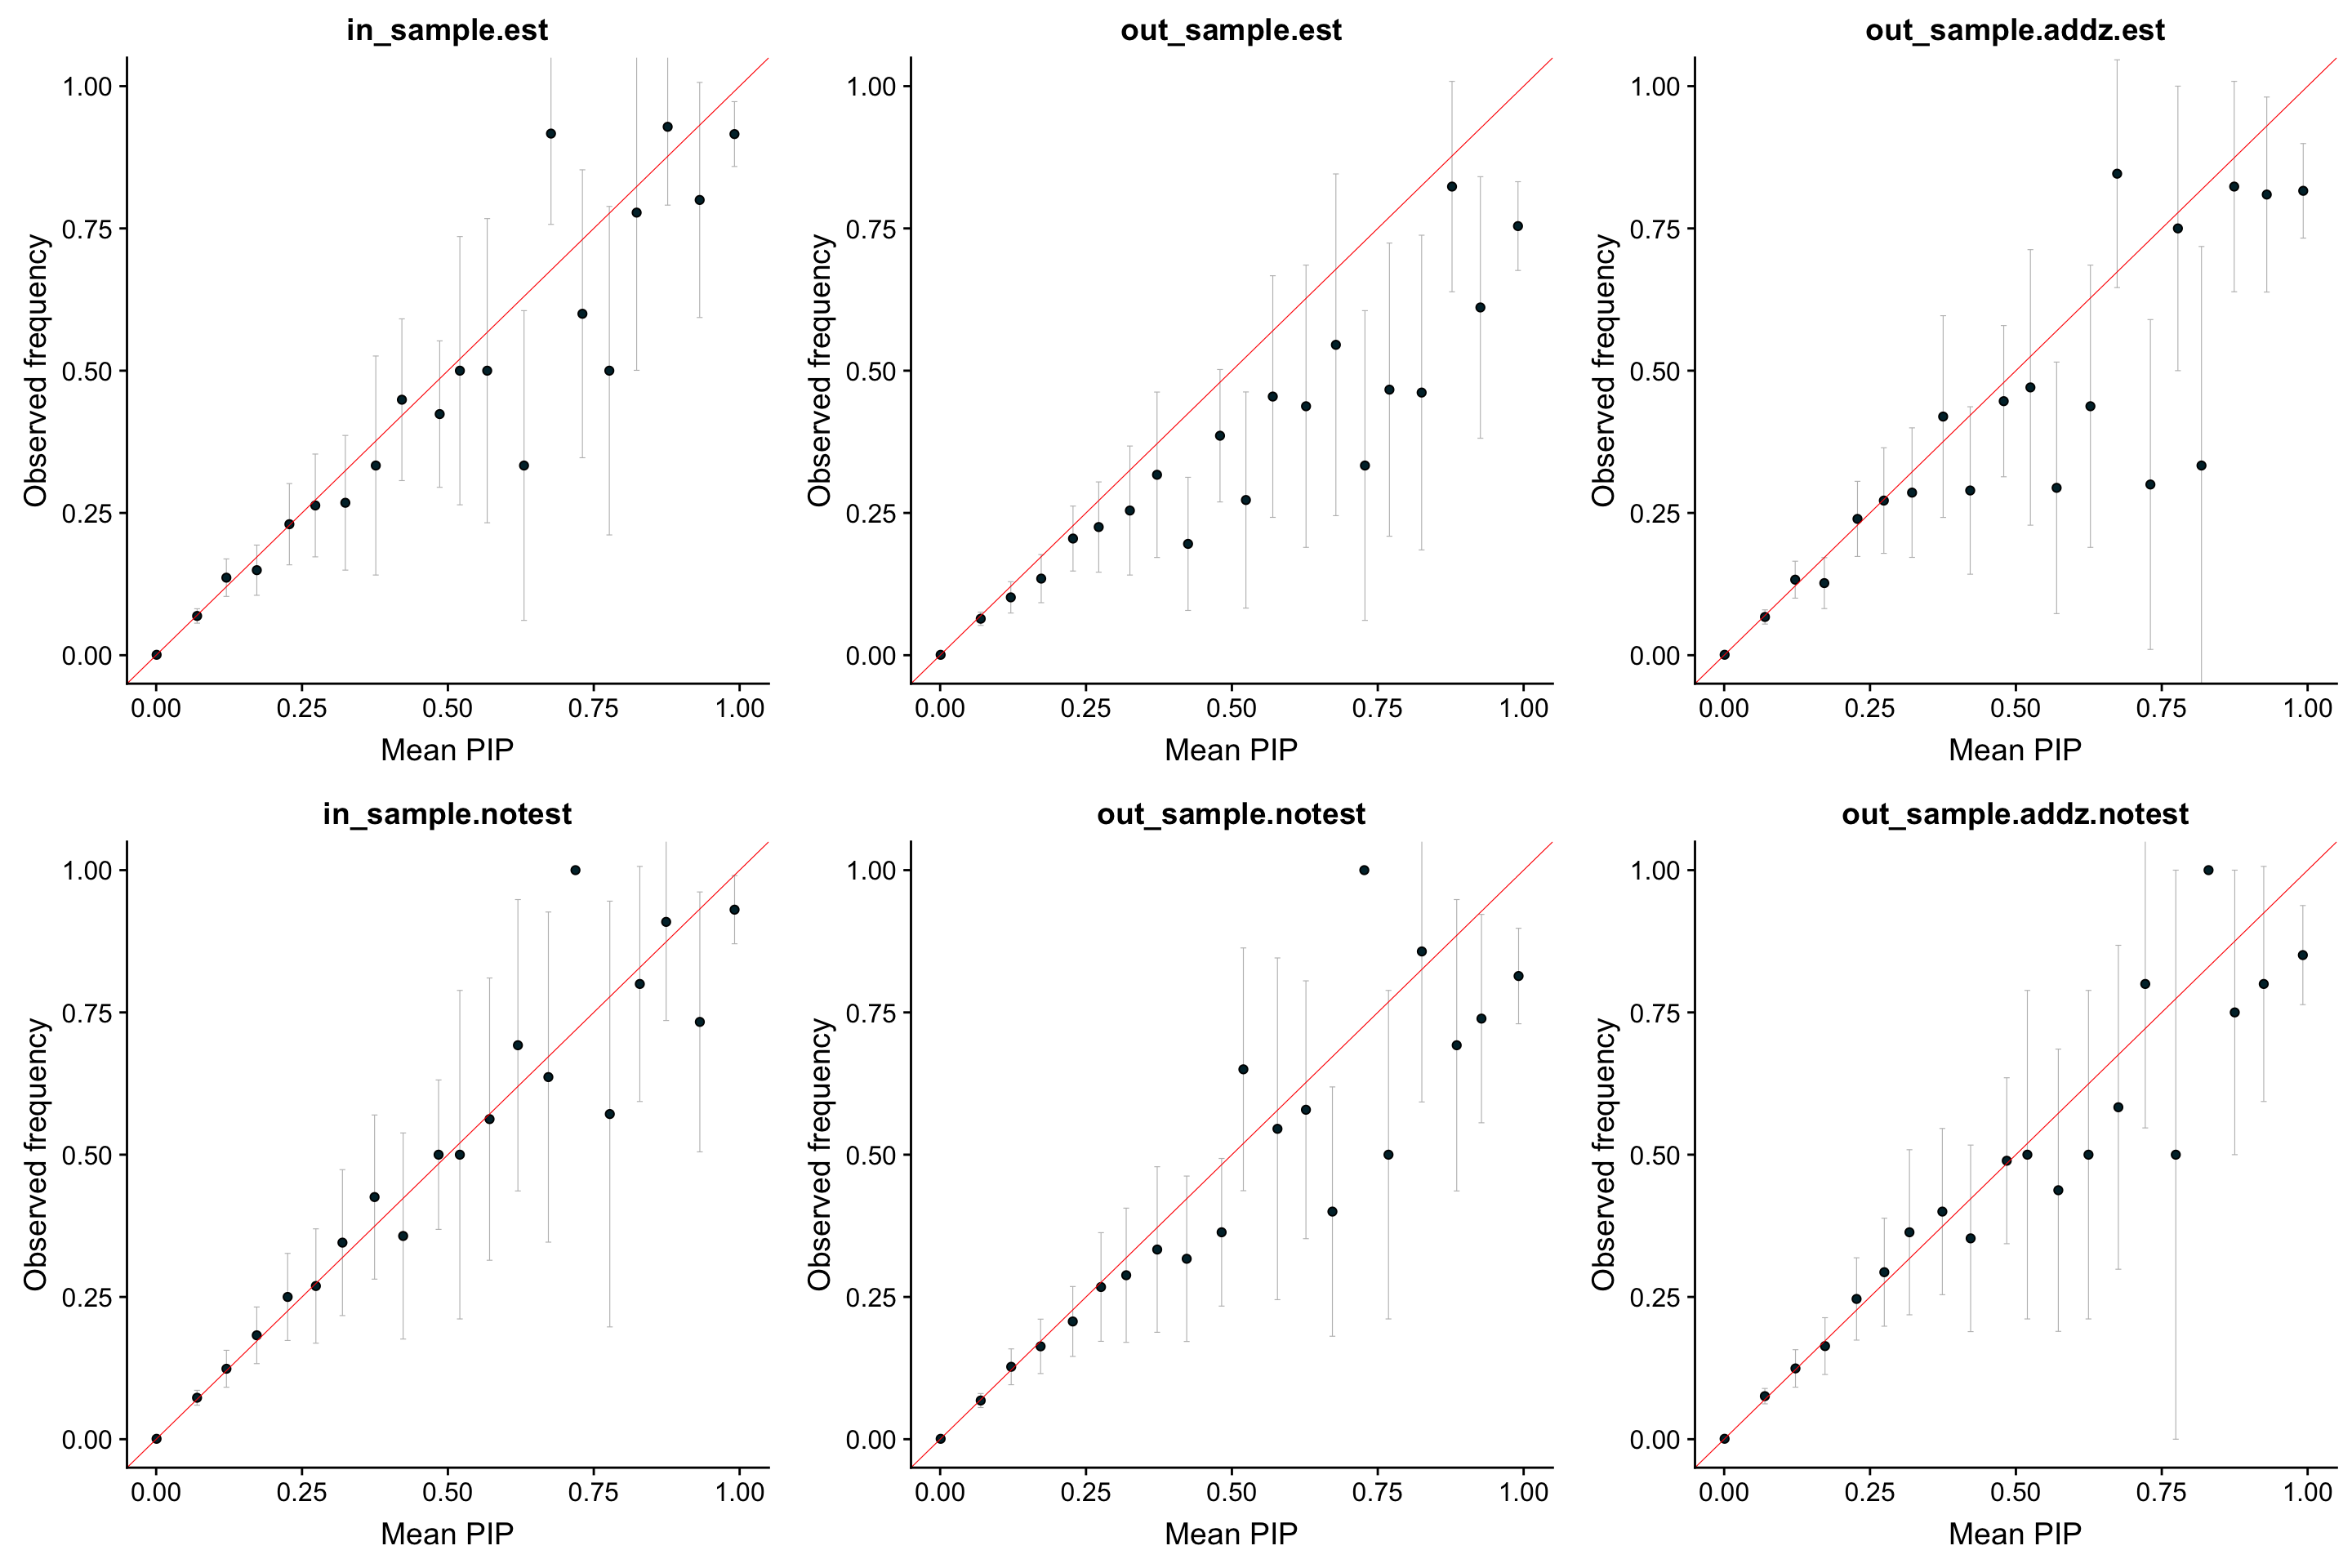 in_sample.est
out_sample.est
out_sample.addz.est
Observed frequency
1.00
0.75
0.50
0.25
0.00
0.00 0.25 0.50 0.75 1.00
Mean PIP
Observed frequency
1.00
0.75
0.50
0.25
0.00
0.00 0.25 0.50 0.75 1.00
Mean PIP
Observed frequency
1.00
0.75
0.50
0.25
0.00
0.00 0.25 0.50 0.75 1.00
Mean PIP
in_sample.notest
out_sample.notest
out_sample.addz.notest
Observed frequency
1.00
0.75
0.50
0.25
0.00
0.00 0.25 0.50 0.75 1.00
Mean PIP
Observed frequency
1.00
0.75
0.50
0.25
0.00
0.00 0.25 0.50 0.75 1.00
Mean PIP
Observed frequency
1.00
0.75
0.50
0.25
0.00
0.00 0.25 0.50 0.75 1.00
Mean PIP